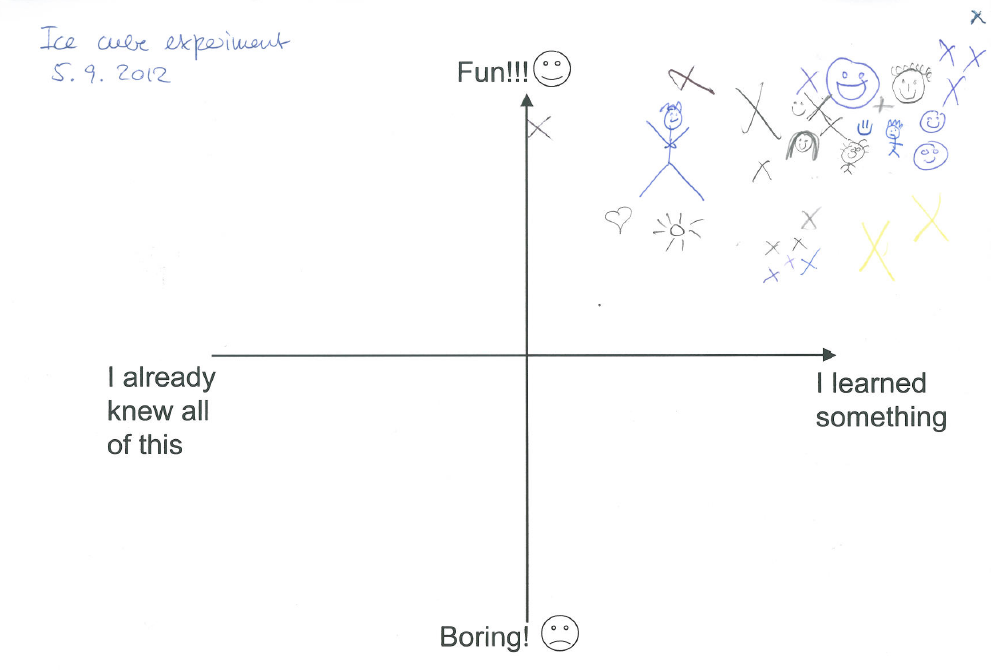 Ice cube experiment
5. 9. 2012
Fun!!!
I already
knew all
of this
I learned
something
Boring!